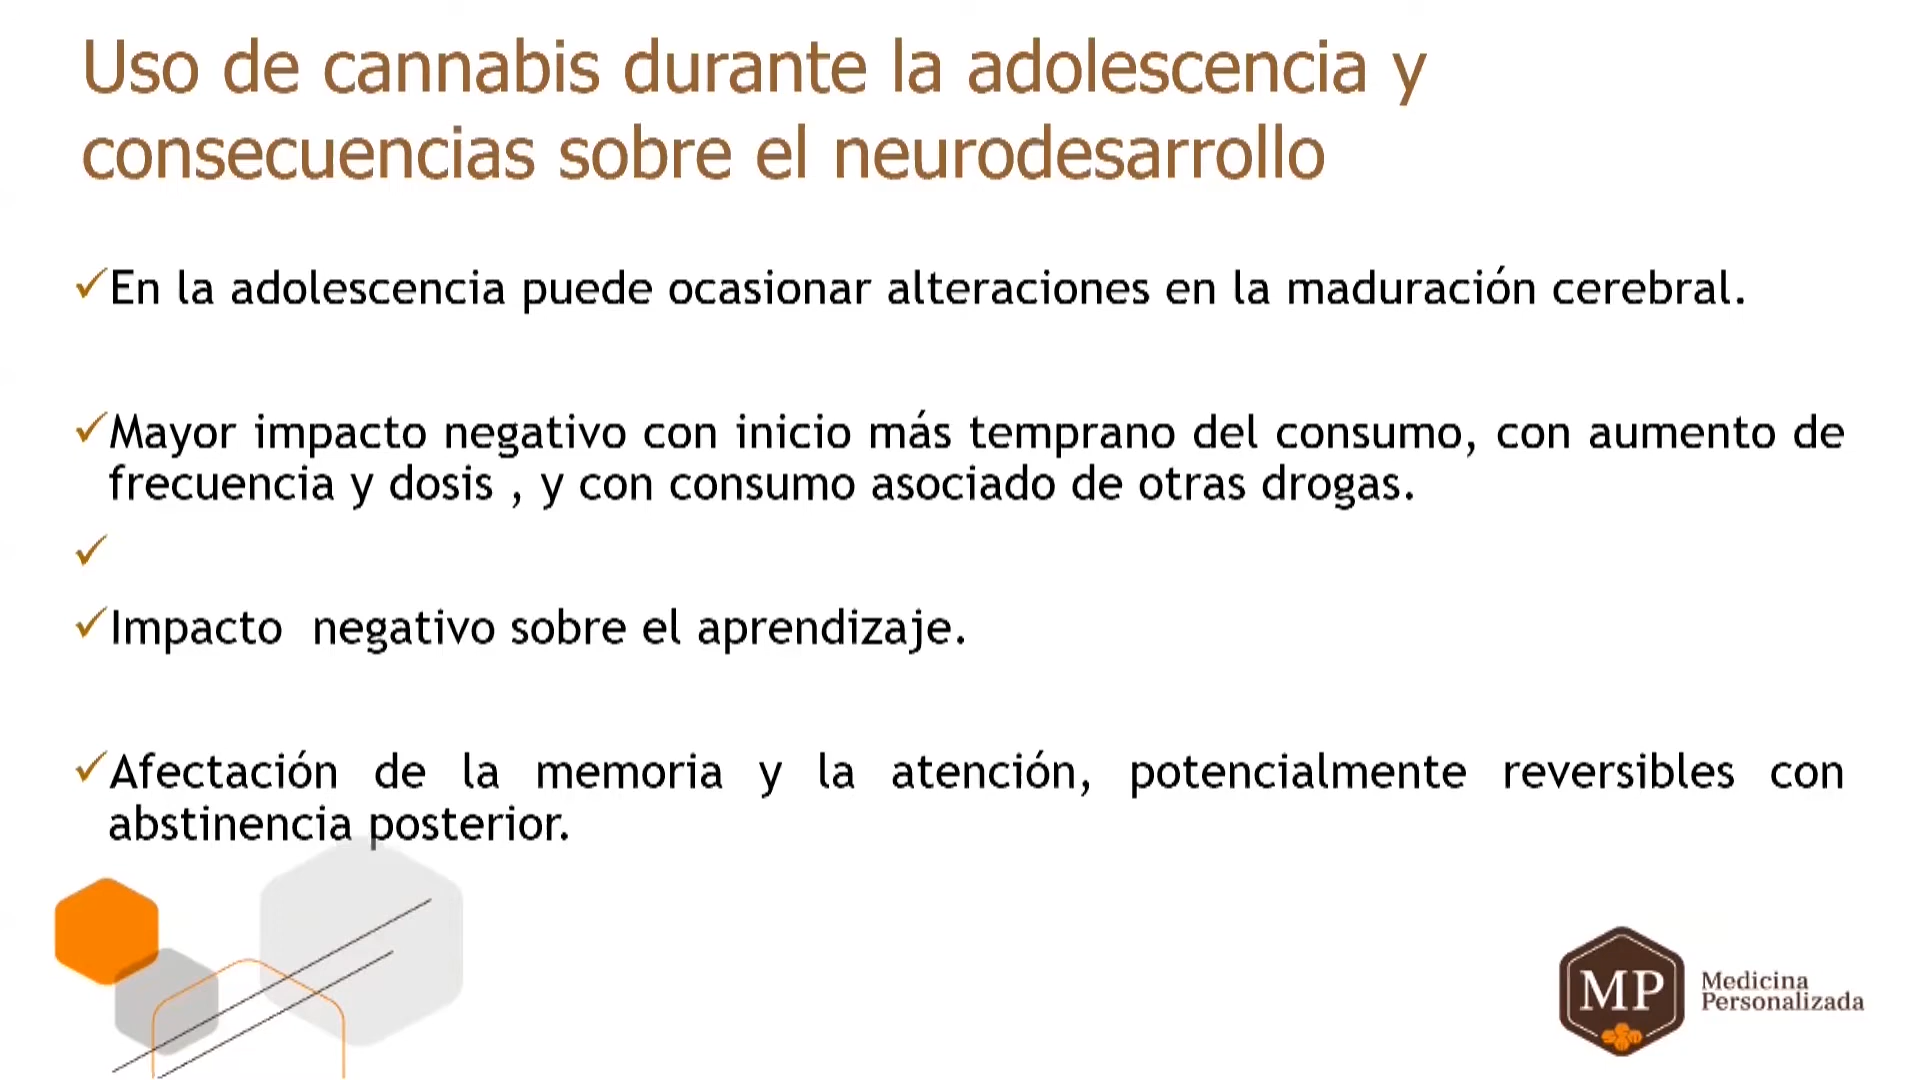 Uso de cannabis durante la adolescencia y
consecuencias sobre el neurodesarrollo
✓En la adolescencia puede ocasionar alteraciones en la maduración cerebral.
✓Mayor impacto negativo con inicio más temprano del consumo, con aumento de
frecuencia y dosis , y con consumo asociado de otras drogas.
✓
✓Impacto  negativo sobre el aprendizaje.
✓Afectación de la memoria y la atención, potencialmente reversibles con
abstinencia posterior.
MP
Medicina
Personalizada